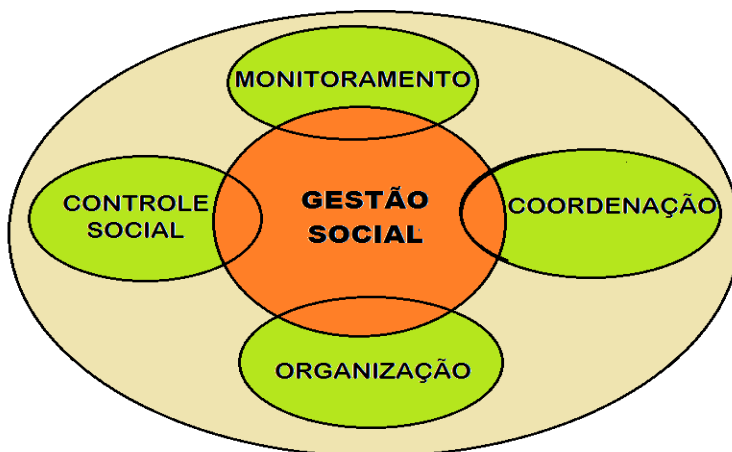 MONITORAMENTO
CONTROLE
SOCIAL
GESTÃO
SOCIAL
COORDENAÇÃO
ORGANIZAÇÃO